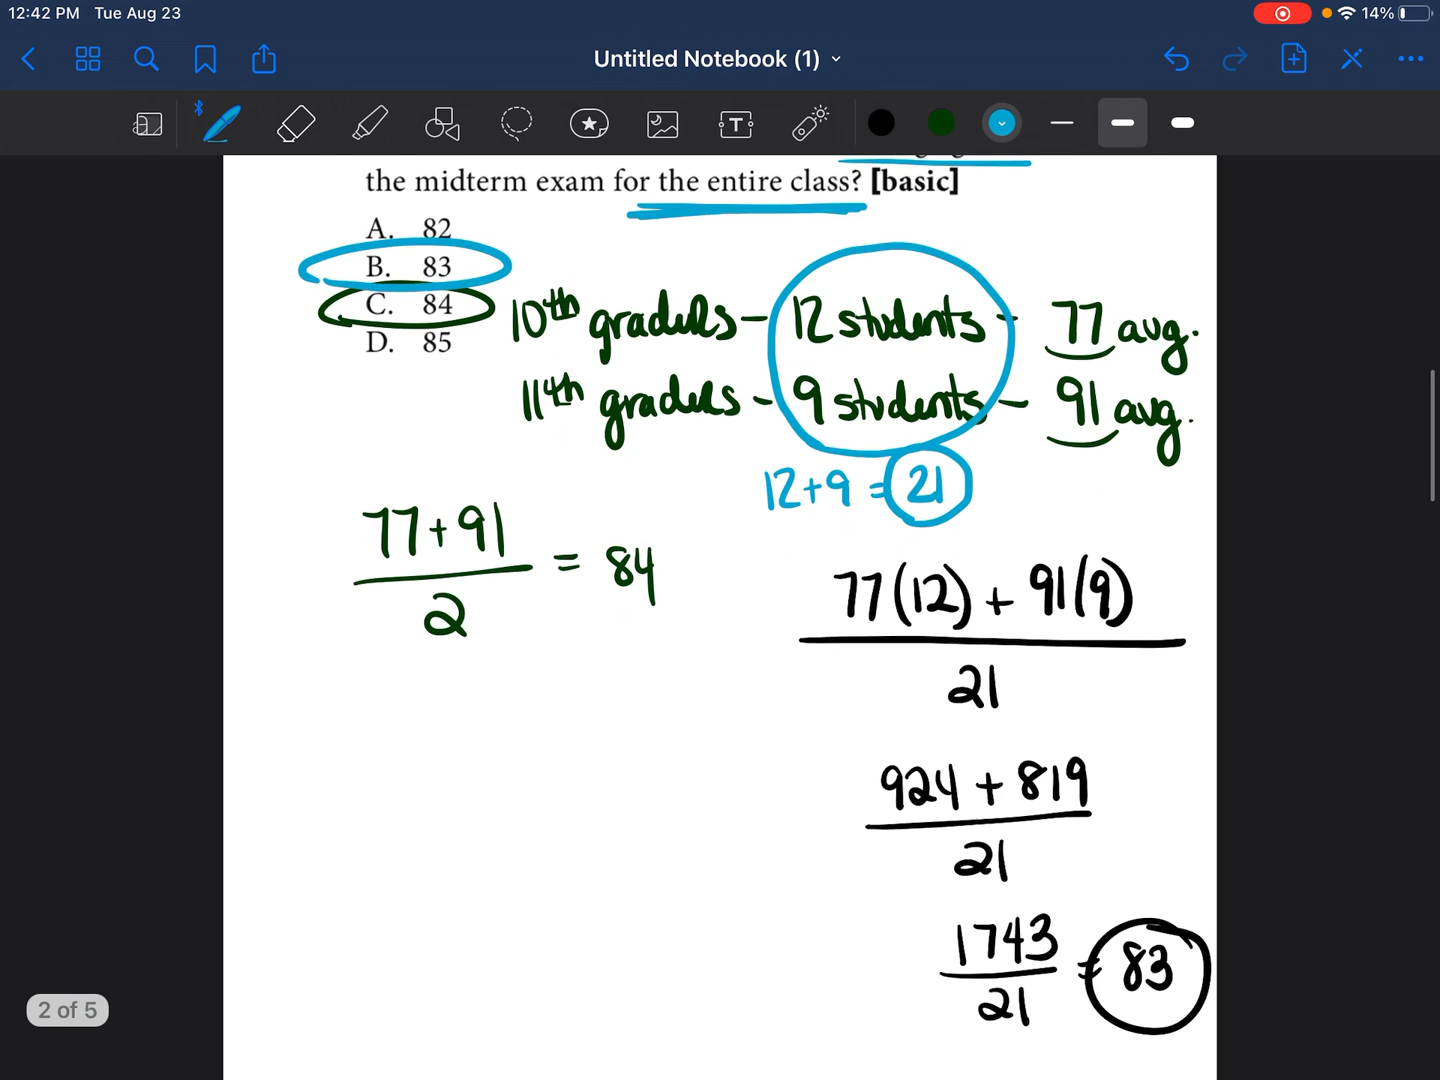 12:42 PM Tue Aug 23
14%
Untitled Notebook (1)
T
the midterm exam for the entire class? [basic]
A. 82
B. 83
C. 84
D. 85
10th graders - 12 students - 77 avg.
11th graders - 9 students - 91 avg.
12+9 = 21
77+91
2
= 84
77(12) + 91(9)
21
924 + 819
21
1743
21
= 83
2 of 5